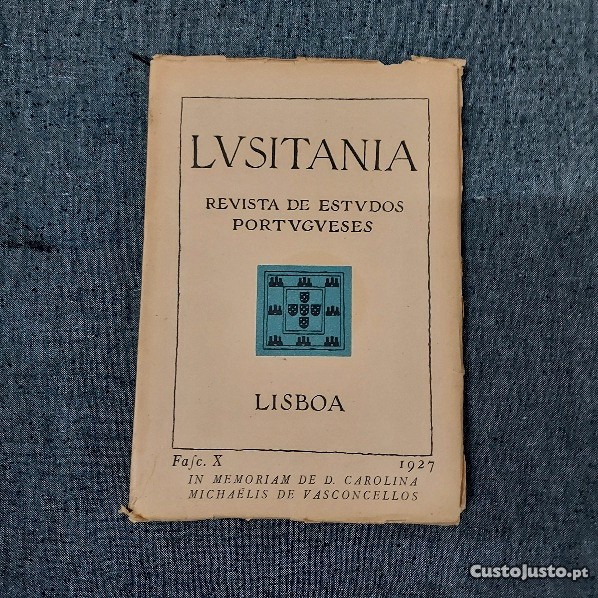 LVSITANIA
REVISTA DE ESTVDOS
PORTVGVESES
LISBOA
Faſc. X 1927
IN MEMORIAM DE D. CAROLINA
MICHAËLIS DE VASCONCELLOS
CustoJusto.pt